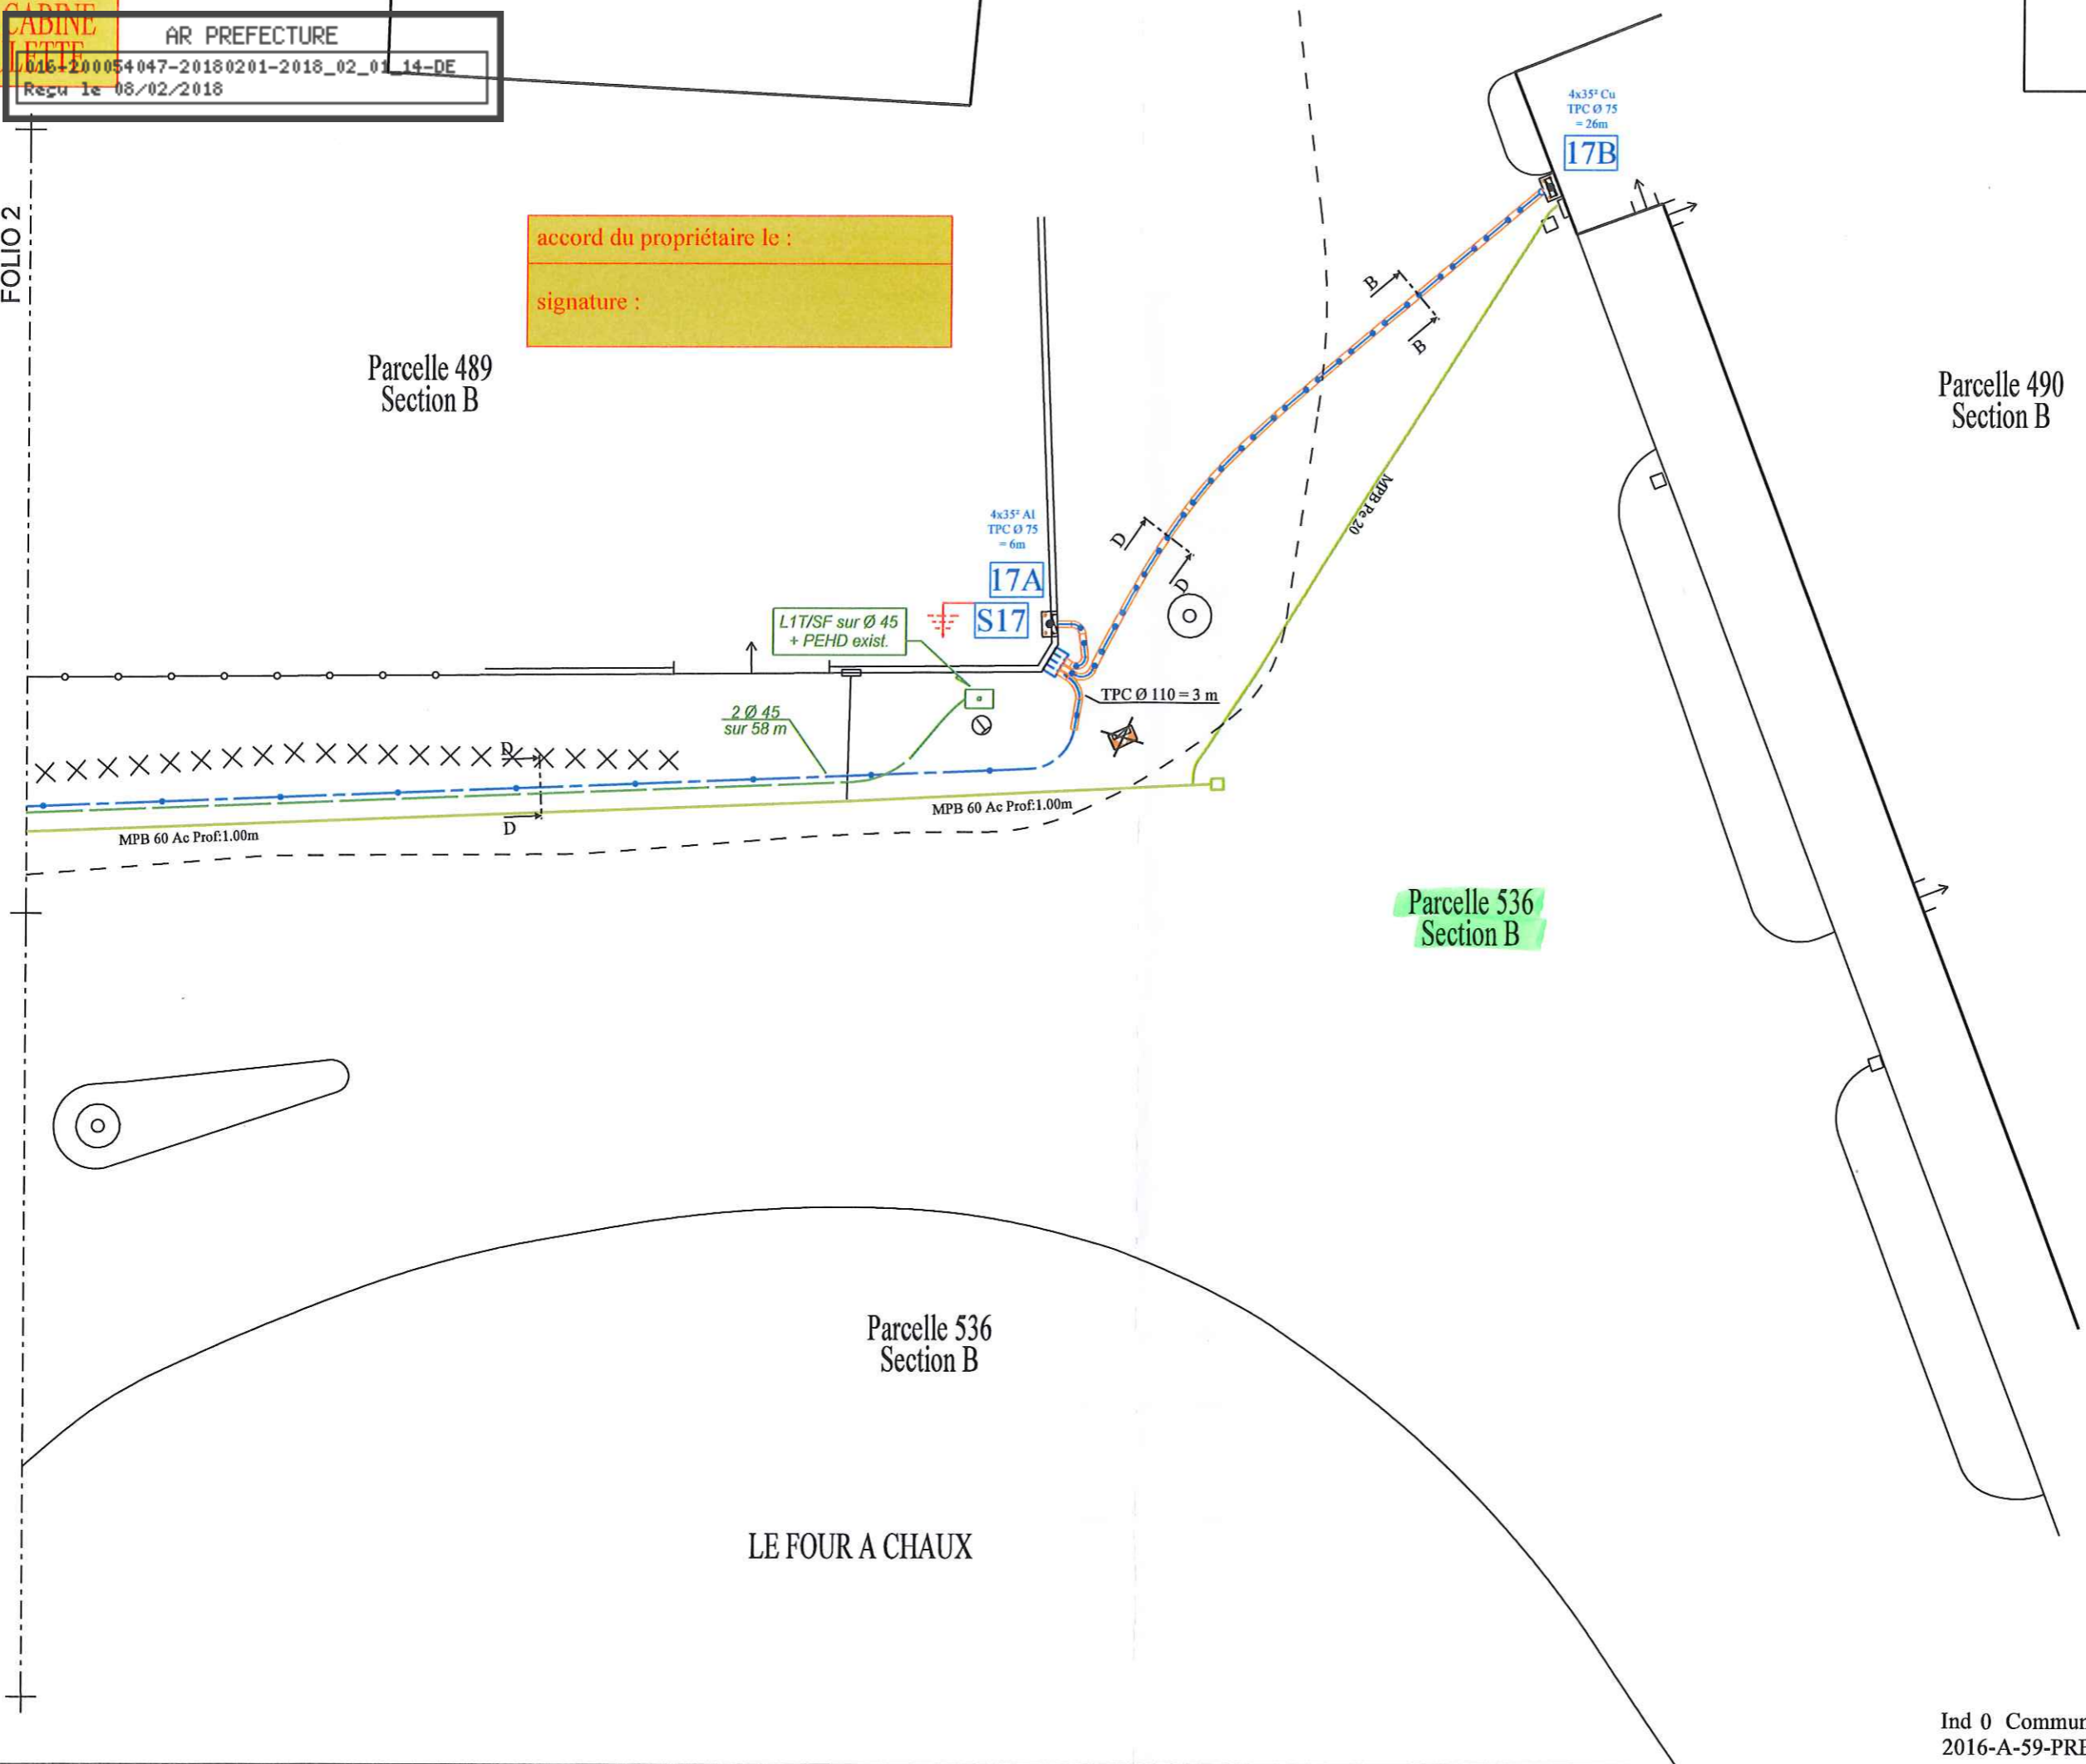 CABINE
LETTE
AR PREFECTURE
016-200054047-20180201-2018_02_01_14-DE
Reçu le 08/02/2018
FOLIO 2
accord du propriétaire le :
signature :
Parcelle 489
Section B
4x35² Cu
TPC Ø 75
= 26m
17B
B
B
Parcelle 490
Section B
MPB Pe 20
4x35² Al
TPC Ø 75
= 6m
17A
S17
D
D
L1T/SF sur Ø 45
+ PEHD exist.
TPC Ø 110 = 3 m
2 Ø 45
sur 58 m
D
D
MPB 60 Ac Prof:1.00m
MPB 60 Ac Prof:1.00m
Parcelle 536
Section B
Parcelle 536
Section B
LE FOUR A CHAUX
Ind 0 Commun
2016-A-59-PRE